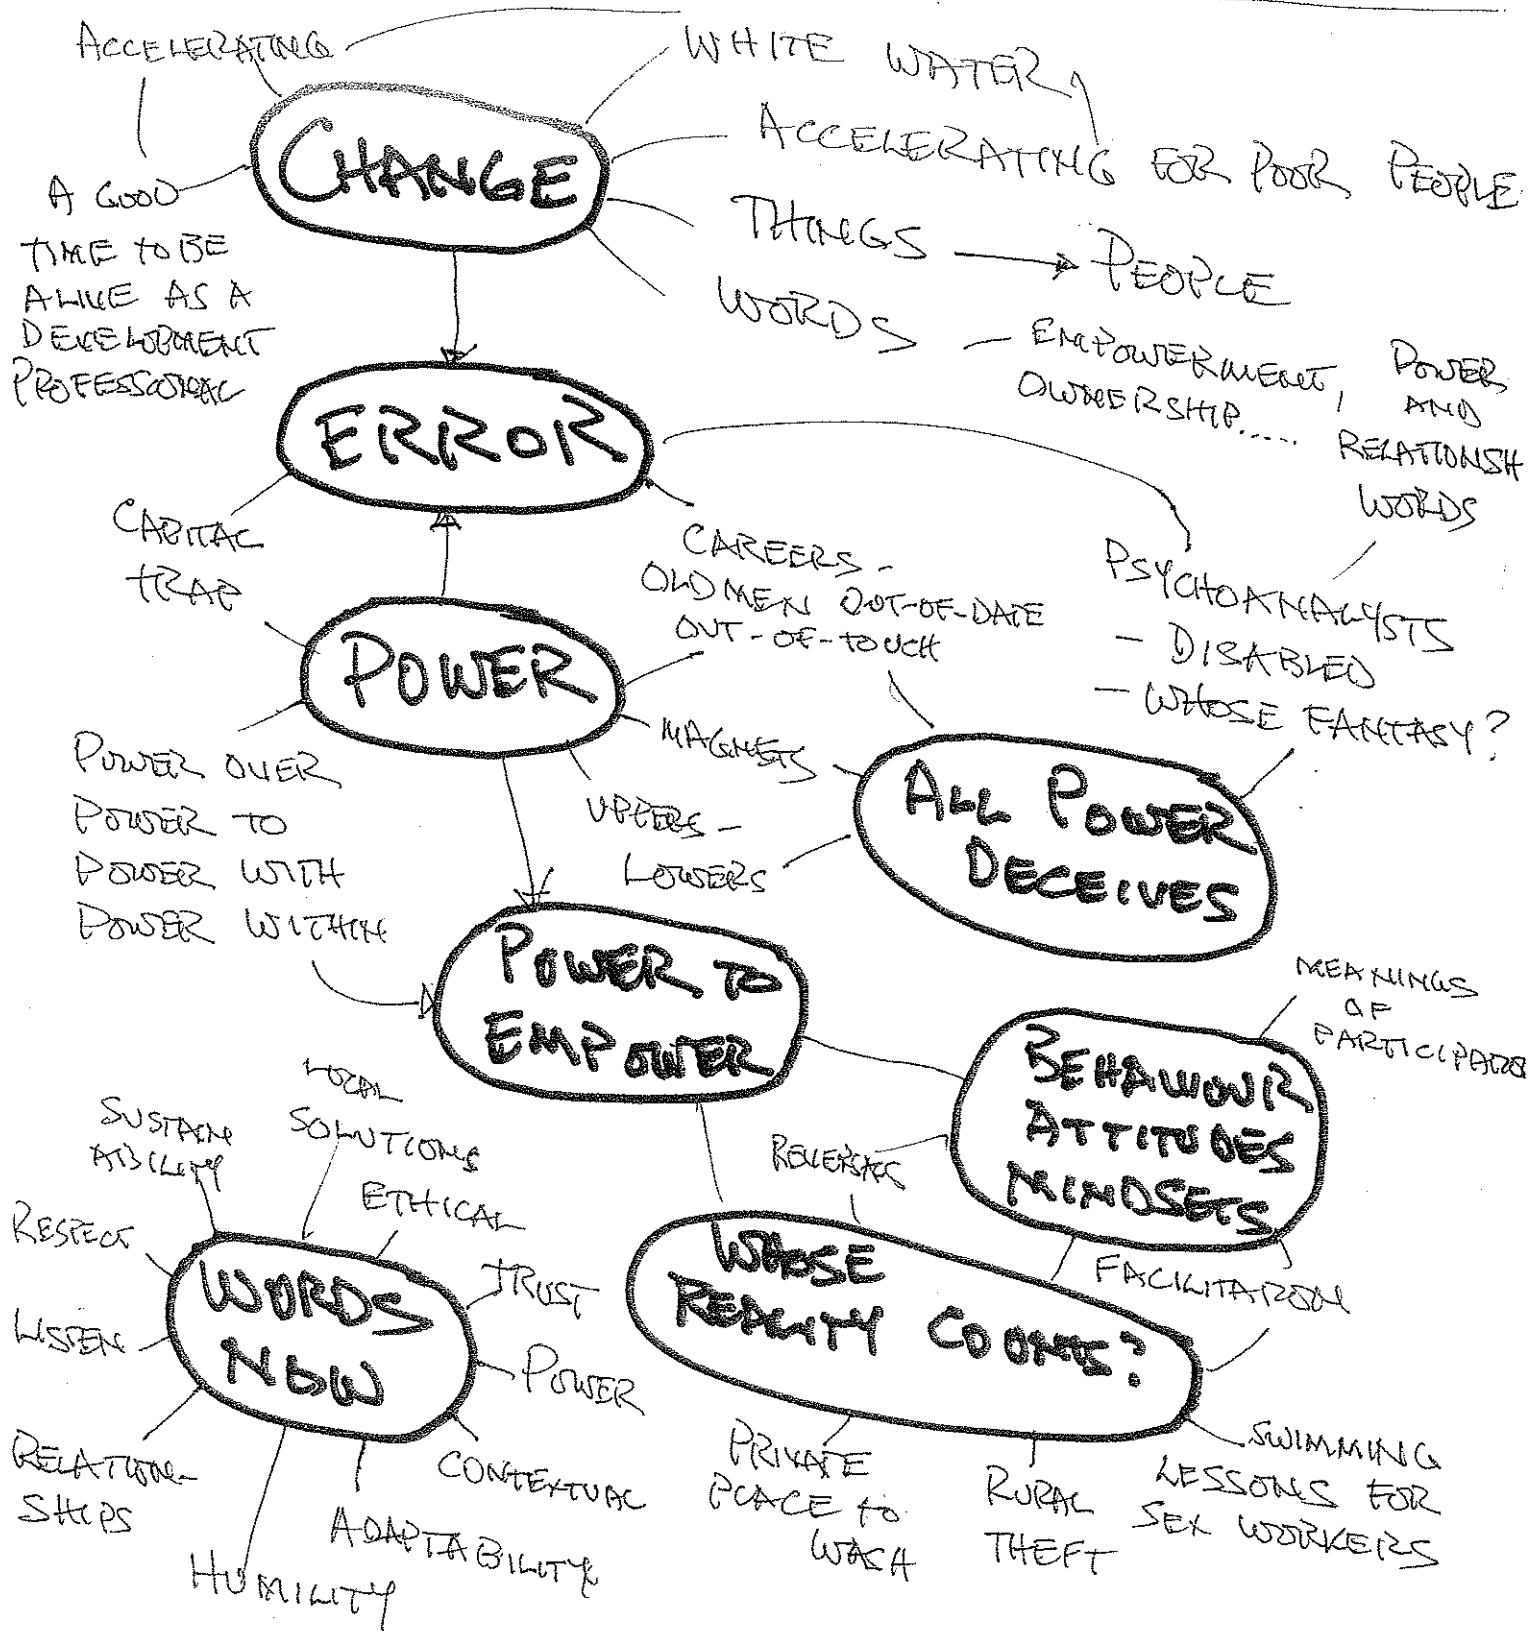 ACCELERATING
WHITE WATER
CHANGE
ACCELERATING FOR POOR PEOPLE
A GOOD
TIME TO BE
ALIVE AS A
DEVELOPMENT
PROFESSIONAL
THINGS → PEOPLE
WORDS — EMPOWERMENT,
OWNERSHIP.....
POWER
AND
RELATIONSH
WORDS
ERROR
CAPITAL
TRAP
CAREERS -
OLD MEN OUT-OF-DATE
OUT-OF-TOUCH
PSYCHOANALYSTS
- DISABLED
- WHOSE FANTASY?
POWER
MAGNETS
UPPERS -
LOWERS
ALL POWER
DECEIVES
POWER OVER
POWER TO
POWER WITH
POWER WITHIN
POWER TO
EMPOWER
MEANINGS
OF
PARTICIPATIO
BEHAVIOUR
ATTITUDES
MINDSETS
REVERSALS
FACILITATION
WHOSE
REALITY COUNTS?
PRIVATE
PLACE TO
WASH
RURAL
THEFT
SWIMMING
LESSONS FOR
SEX WORKERS
SUSTAIN
ABILITY
LOCAL
SOLUTIONS
ETHICAL
RESPECT
TRUST
WORDS
NOW
LISTEN
POWER
RELATION-
SHIPS
CONTEXTUAL
ADAPTABILITY
HUMILITY